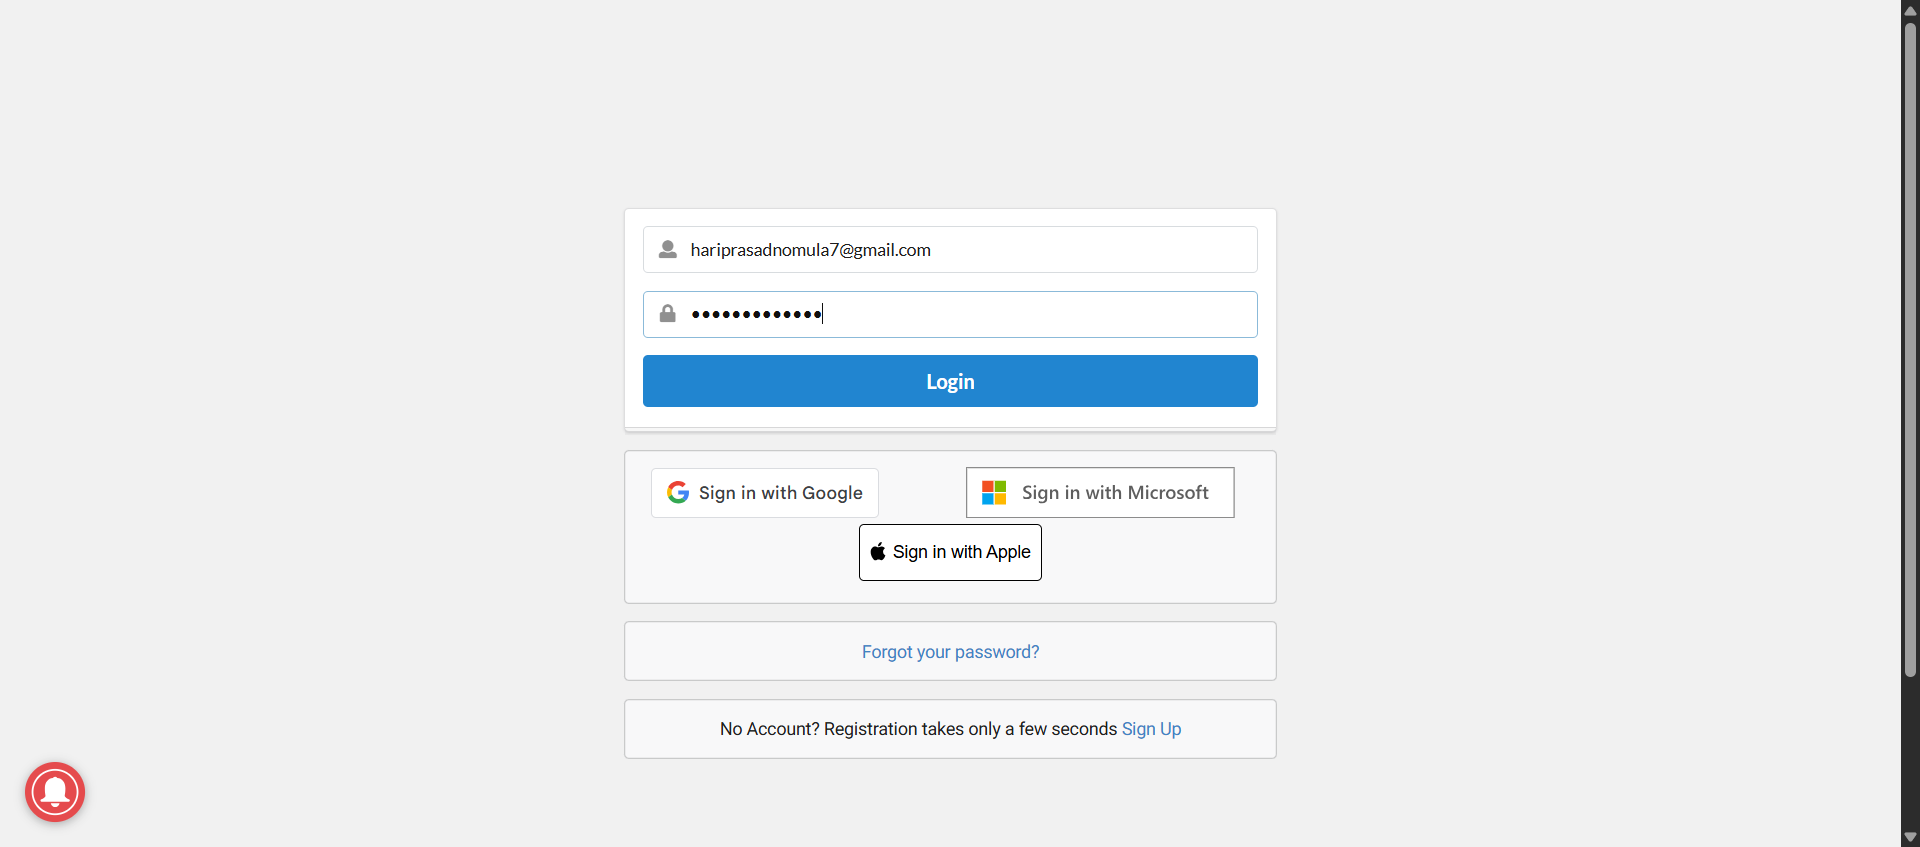 hariprasadnomula7@gmail.com
•••••••••••••
Login
Sign in with Google
Sign in with Microsoft
Sign in with Apple
Forgot your password?
No Account? Registration takes only a few seconds Sign Up